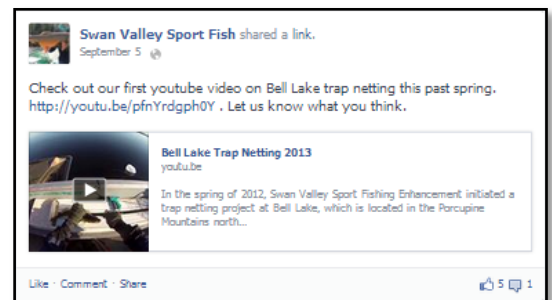 Swan Valley Sport Fish shared a link.
September 5
Check out our first youtube video on Bell Lake trap netting this past spring.
http://youtu.be/pfnYrdgph0Y . Let us know what you think.
Bell Lake Trap Netting 2013
youtu.be
In the spring of 2012, Swan Valley Sport Fishing Enhancement initiated a
trap netting project at Bell Lake, which is located in the Porcupine
Mountains north...
Like · Comment · Share 5 1